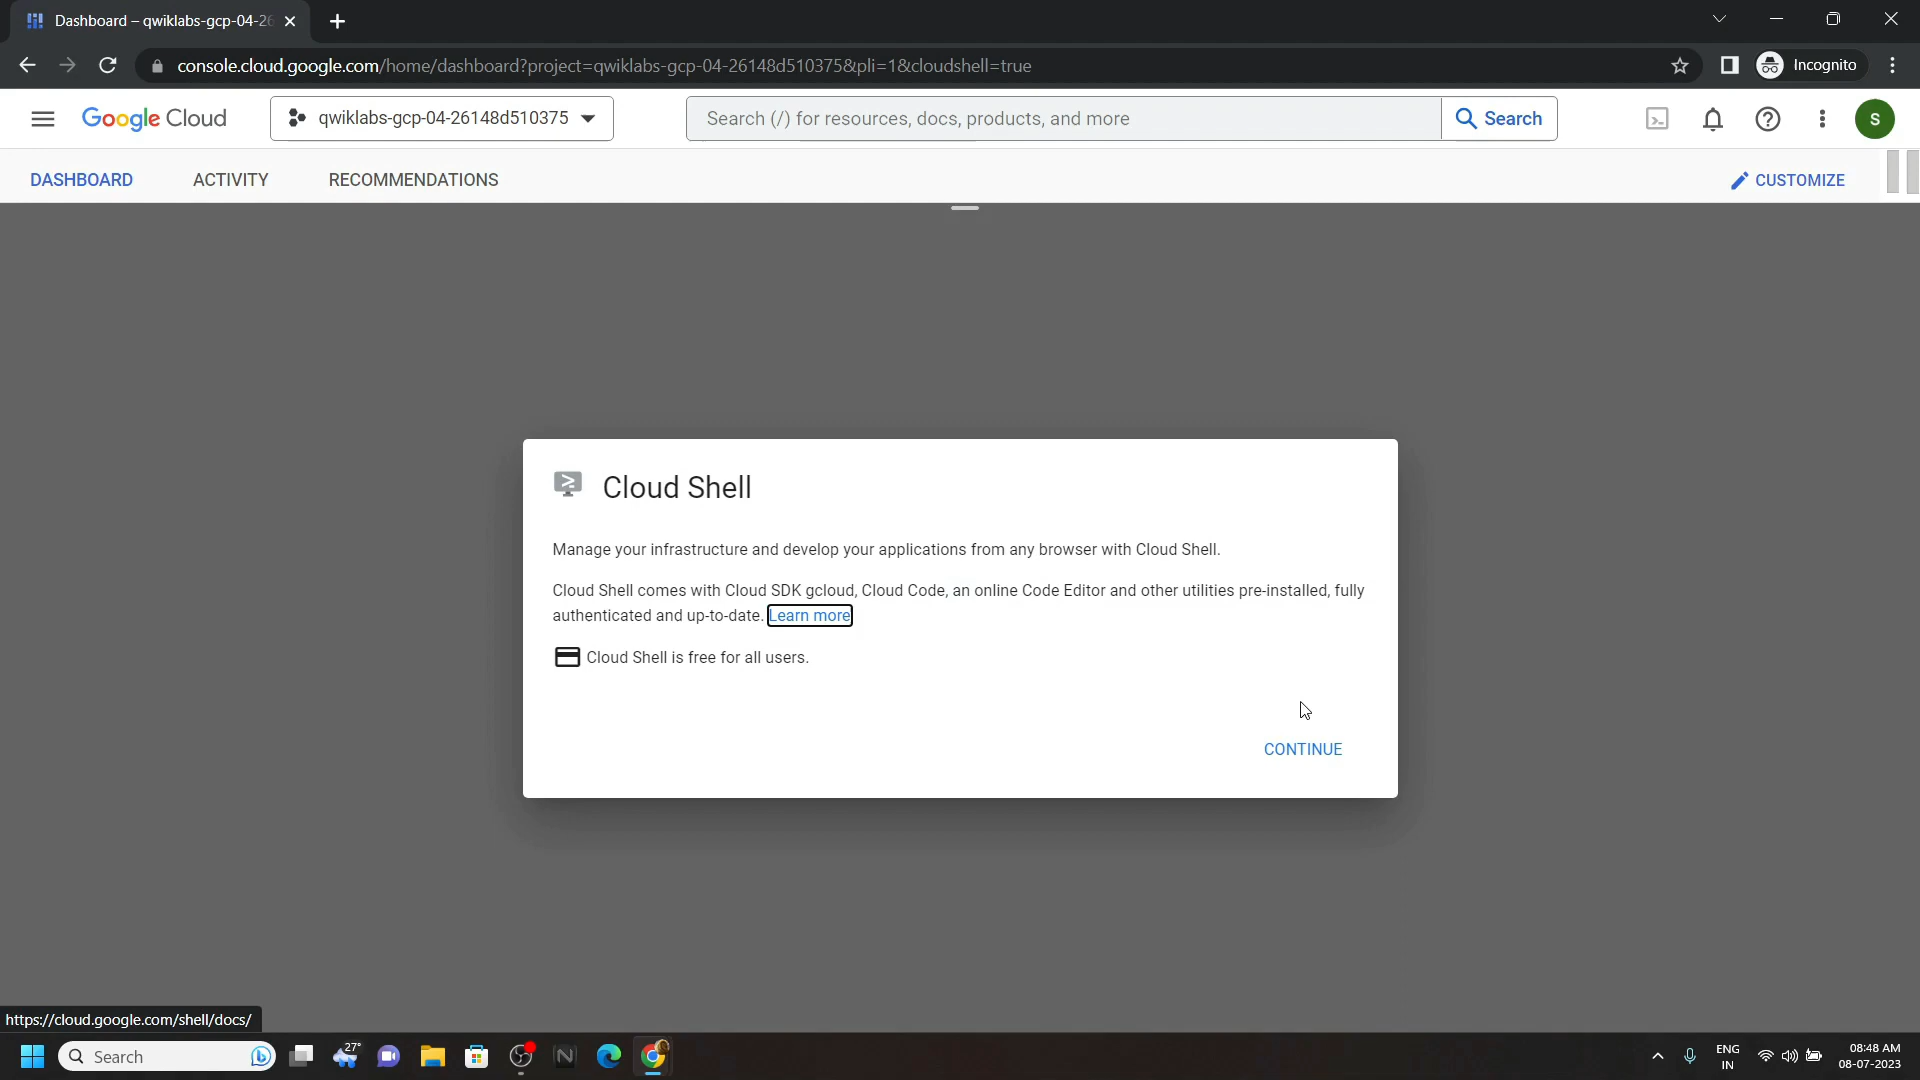 Dashboard – qwiklabs-gcp-04-26
console.cloud.google.com/home/dashboard?project=qwiklabs-gcp-04-26148d510375&pli=1&cloudshell=true
Incognito
Google Cloud
qwiklabs-gcp-04-26148d510375
Search (/) for resources, docs, products, and more
Search
S
DASHBOARD
ACTIVITY
RECOMMENDATIONS
CUSTOMIZE
Cloud Shell
Manage your infrastructure and develop your applications from any browser with Cloud Shell.
Cloud Shell comes with Cloud SDK gcloud, Cloud Code, an online Code Editor and other utilities pre-installed, fully
authenticated and up-to-date. Learn more
Cloud Shell is free for all users.
CONTINUE
https://cloud.google.com/shell/docs/
Search
27°
ENG
IN
08:48 AM
08-07-2023